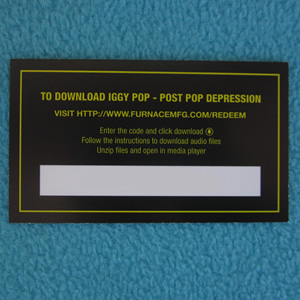 TO DOWNLOAD IGGY POP - POST POP DEPRESSION
VISIT HTTP://WWW.FURNACEMFG.COM/REDEEM
Enter the code and click download
Follow the instructions to download audio files
Unzip files and open in media player